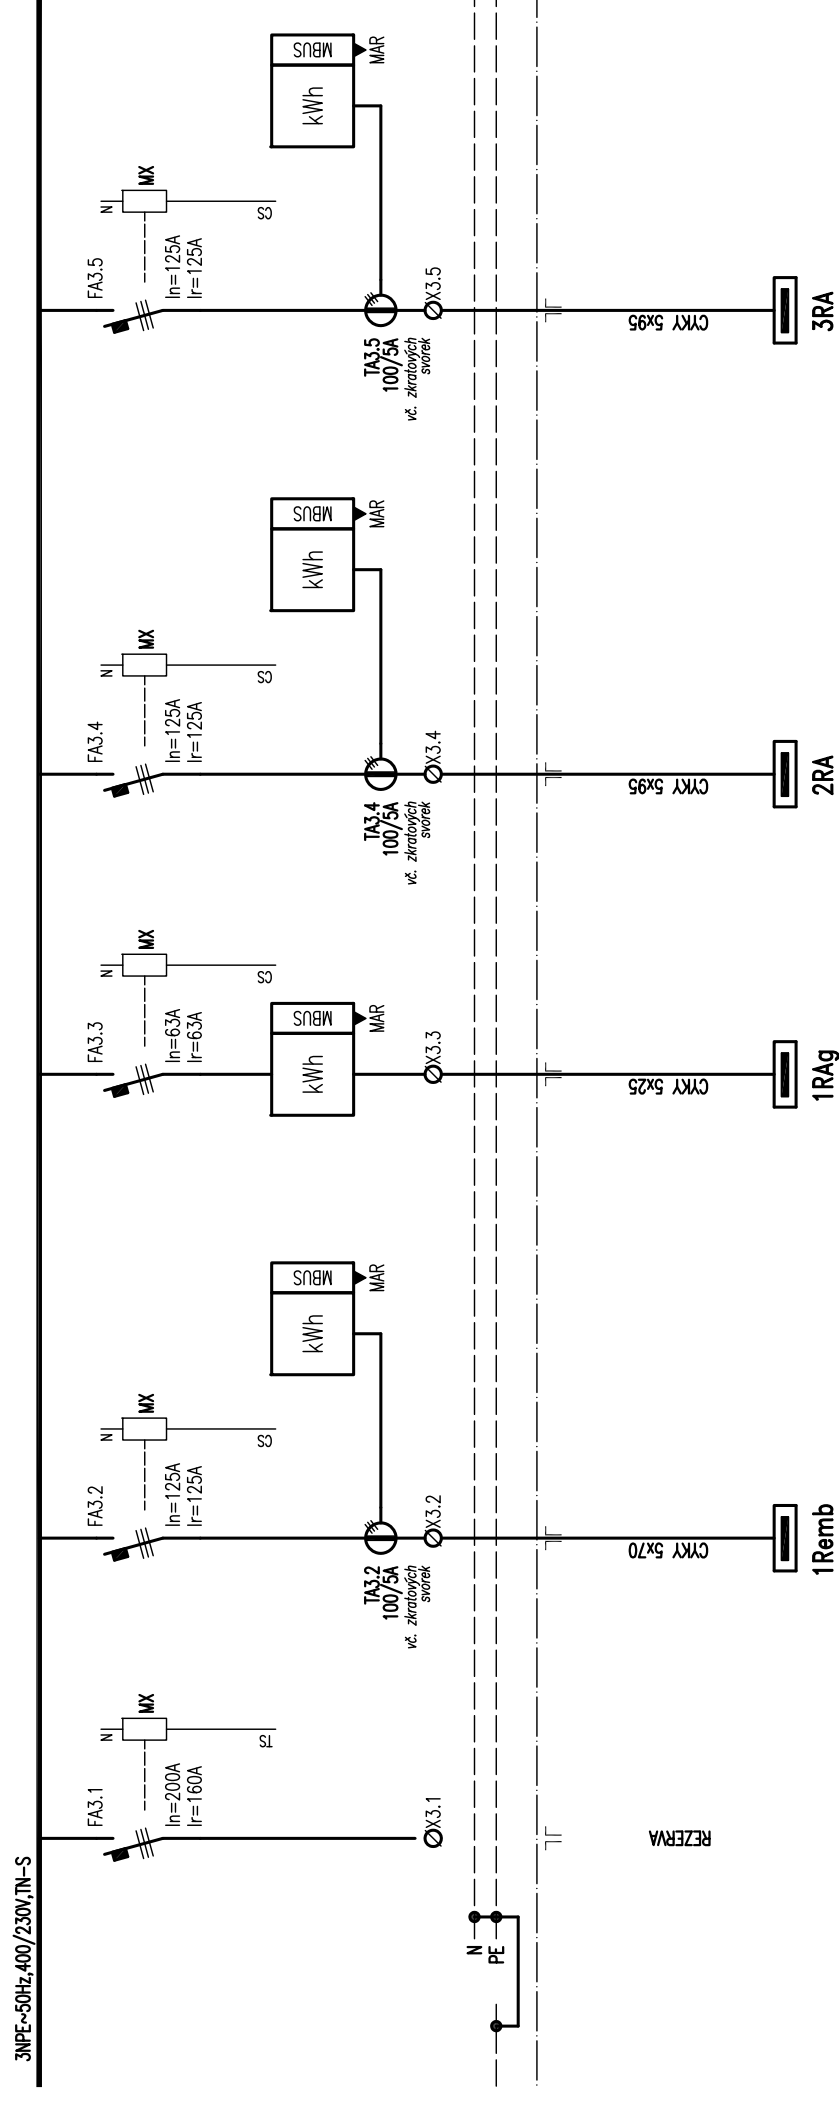 3NPE~50Hz,400/230V,TN-S
FA3.1
In=200A
Ir=160A
N
MX
TS
X3.1
REZERVA
N
PE
FA3.2
In=125A
Ir=125A
N
MX
CS
TA3.2
100/5A
vč. zkratových
svorek
kWh
MBUS
MAR
X3.2
CYKY 5x70
1Remb
FA3.3
In=63A
Ir=63A
N
MX
CS
kWh
MBUS
MAR
X3.3
CYKY 5x25
1RAg
FA3.4
In=125A
Ir=125A
N
MX
CS
TA3.4
100/5A
vč. zkratových
svorek
kWh
MBUS
MAR
X3.4
CYKY 5x95
2RA
FA3.5
In=125A
Ir=125A
N
MX
CS
TA3.5
100/5A
vč. zkratových
svorek
kWh
MBUS
MAR
X3.5
CYKY 5x95
3RA